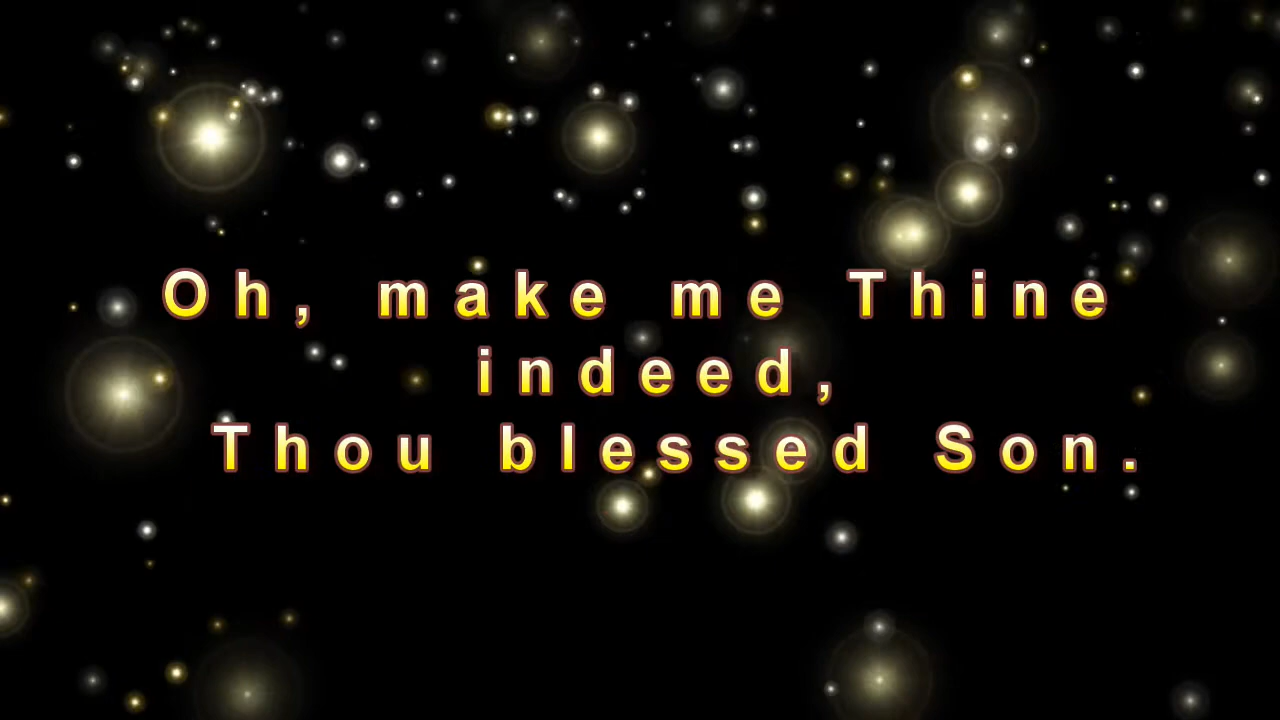 Oh, make me Thine
indeed,
Thou blessed Son.